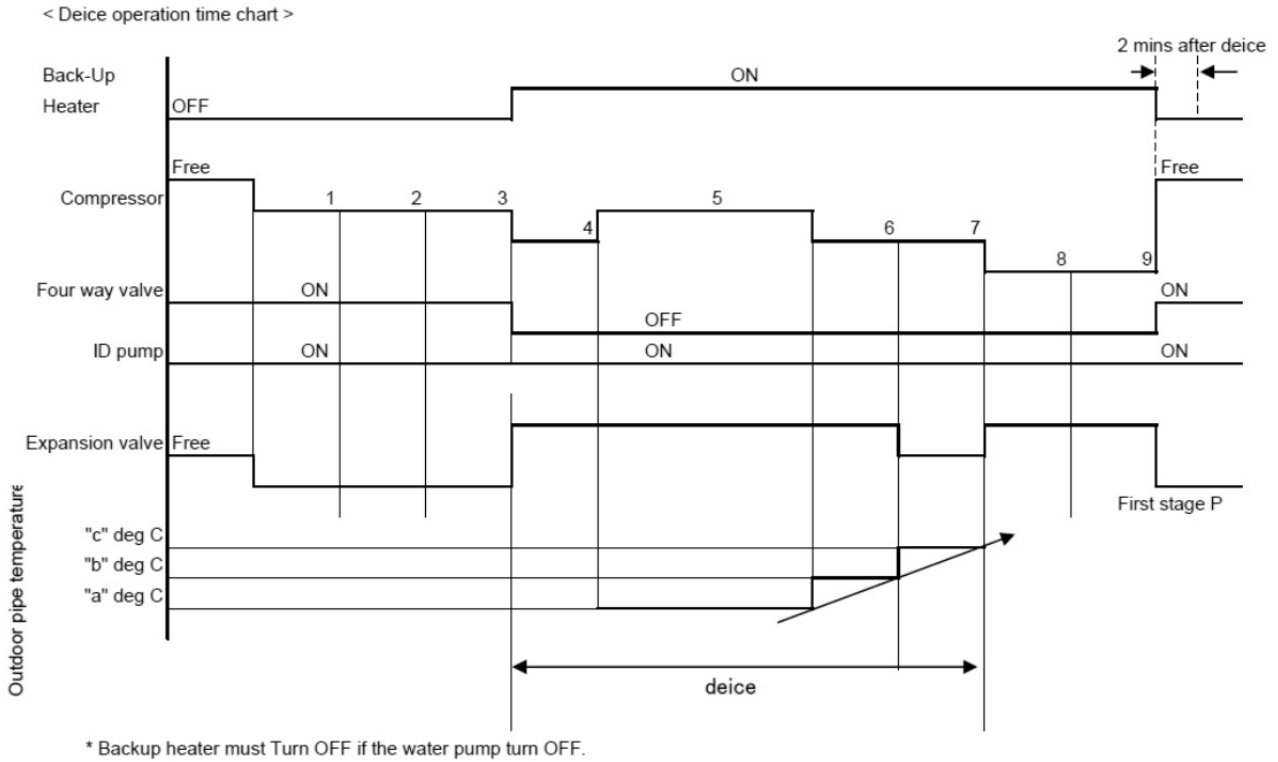 < Deice operation time chart >
2 mins after deice
Back-Up
Heater
OFF
ON
Free
Free
Compressor
1
2
3
4
5
6
7
8
9
Four way valve
ON
OFF
ON
ID pump
ON
ON
ON
Expansion valve
Free
First stage P
Outdoor pipe temperature
"c" deg C
"b" deg C
"a" deg C
deice
* Backup heater must Turn OFF if the water pump turn OFF.